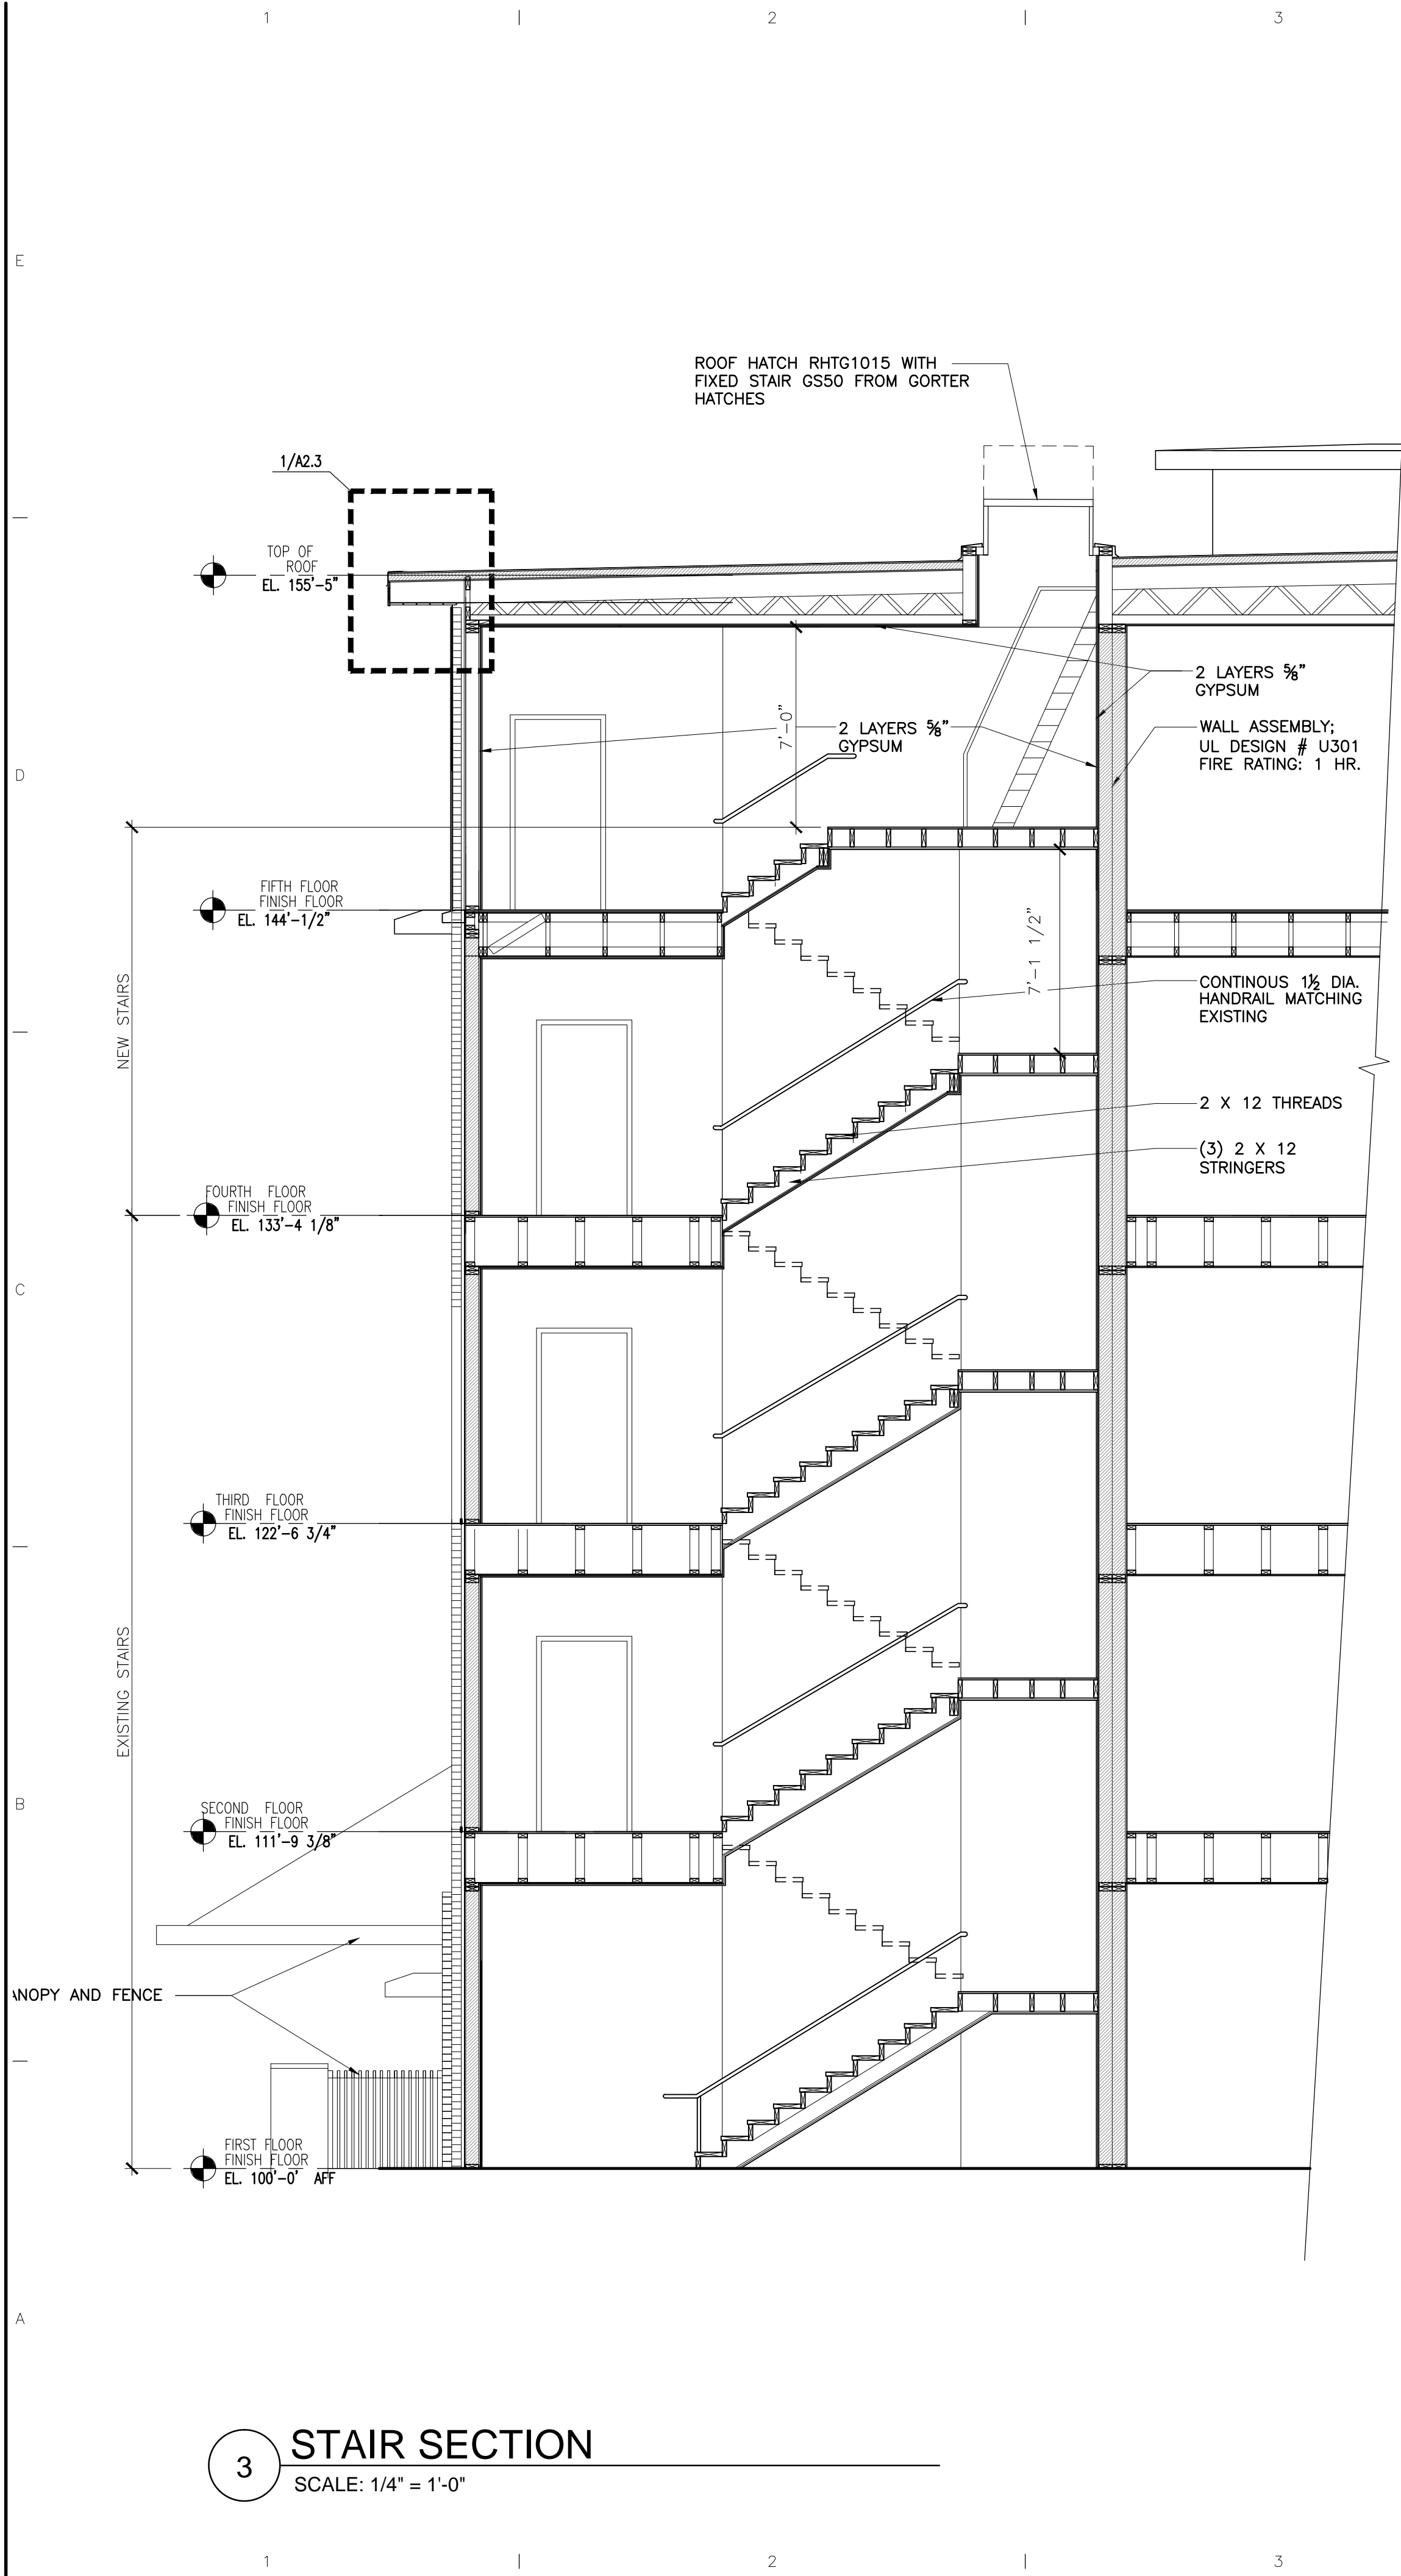 1
2
3
E
ROOF HATCH RHTG1015 WITH
FIXED STAIR GS50 FROM GORTER
HATCHES
1/A2.3
TOP OF
ROOF
EL. 155'-5"
2 LAYERS ⅝"
GYPSUM
7'-0"
2 LAYERS ⅝"
GYPSUM
WALL ASSEMBLY;
UL DESIGN # U301
FIRE RATING: 1 HR.
D
FIFTH FLOOR
FINISH FLOOR
EL. 144'-1/2"
7'-1 1/2"
NEW STAIRS
CONTINOUS 1½ DIA.
HANDRAIL MATCHING
EXISTING
2 X 12 THREADS
(3) 2 X 12
STRINGERS
FOURTH FLOOR
FINISH FLOOR
EL. 133'-4 1/8"
C
THIRD FLOOR
FINISH FLOOR
EL. 122'-6 3/4"
EXISTING STAIRS
B
SECOND FLOOR
FINISH FLOOR
EL. 111'-9 3/8"
ANOPY AND FENCE
FIRST FLOOR
FINISH FLOOR
EL. 100'-0' AFF
A
3
STAIR SECTION
SCALE: 1/4" = 1'-0"
1
2
3